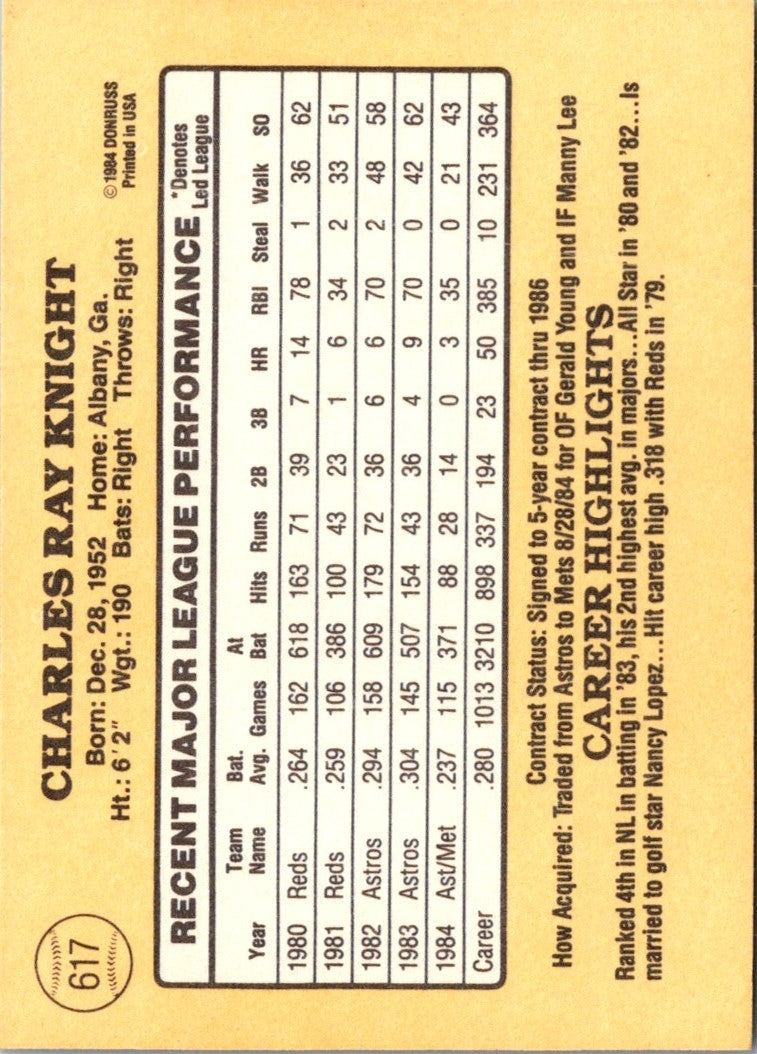 617
CHARLES RAY KNIGHT
Born: Dec. 28, 1952 Home: Albany, Ga.
Ht.: 6'2" Wgt.: 190 Bats: Right Throws: Right
© 1984 DONRUSS
Printed in USA
RECENT MAJOR LEAGUE PERFORMANCE
*Denotes
Led League
Year Team Name Bat. Avg. Games At Bat Hits Runs 2B 3B HR RBI Steal Walk SO
1980 Reds .264 162 618 163 71 39 7 14 78 1 36 62
1981 Reds .259 106 386 100 43 23 1 6 34 2 33 51
1982 Astros .294 158 609 179 72 36 6 6 70 2 48 58
1983 Astros .304 145 507 154 43 36 4 9 70 0 42 62
1984 Ast/Met .237 115 371 88 28 14 0 3 35 0 21 43
Career .280 1013 3210 898 337 194 23 50 385 10 231 364
Contract Status: Signed to 5-year contract thru 1986
How Acquired: Traded from Astros to Mets 8/28/84 for OF Gerald Young and IF Manny Lee
CAREER HIGHLIGHTS
Ranked 4th in NL in batting in '83, his 2nd highest avg. in majors...All Star in '80 and '82...Is
married to golf star Nancy Lopez...Hit career high .318 with Reds in '79.